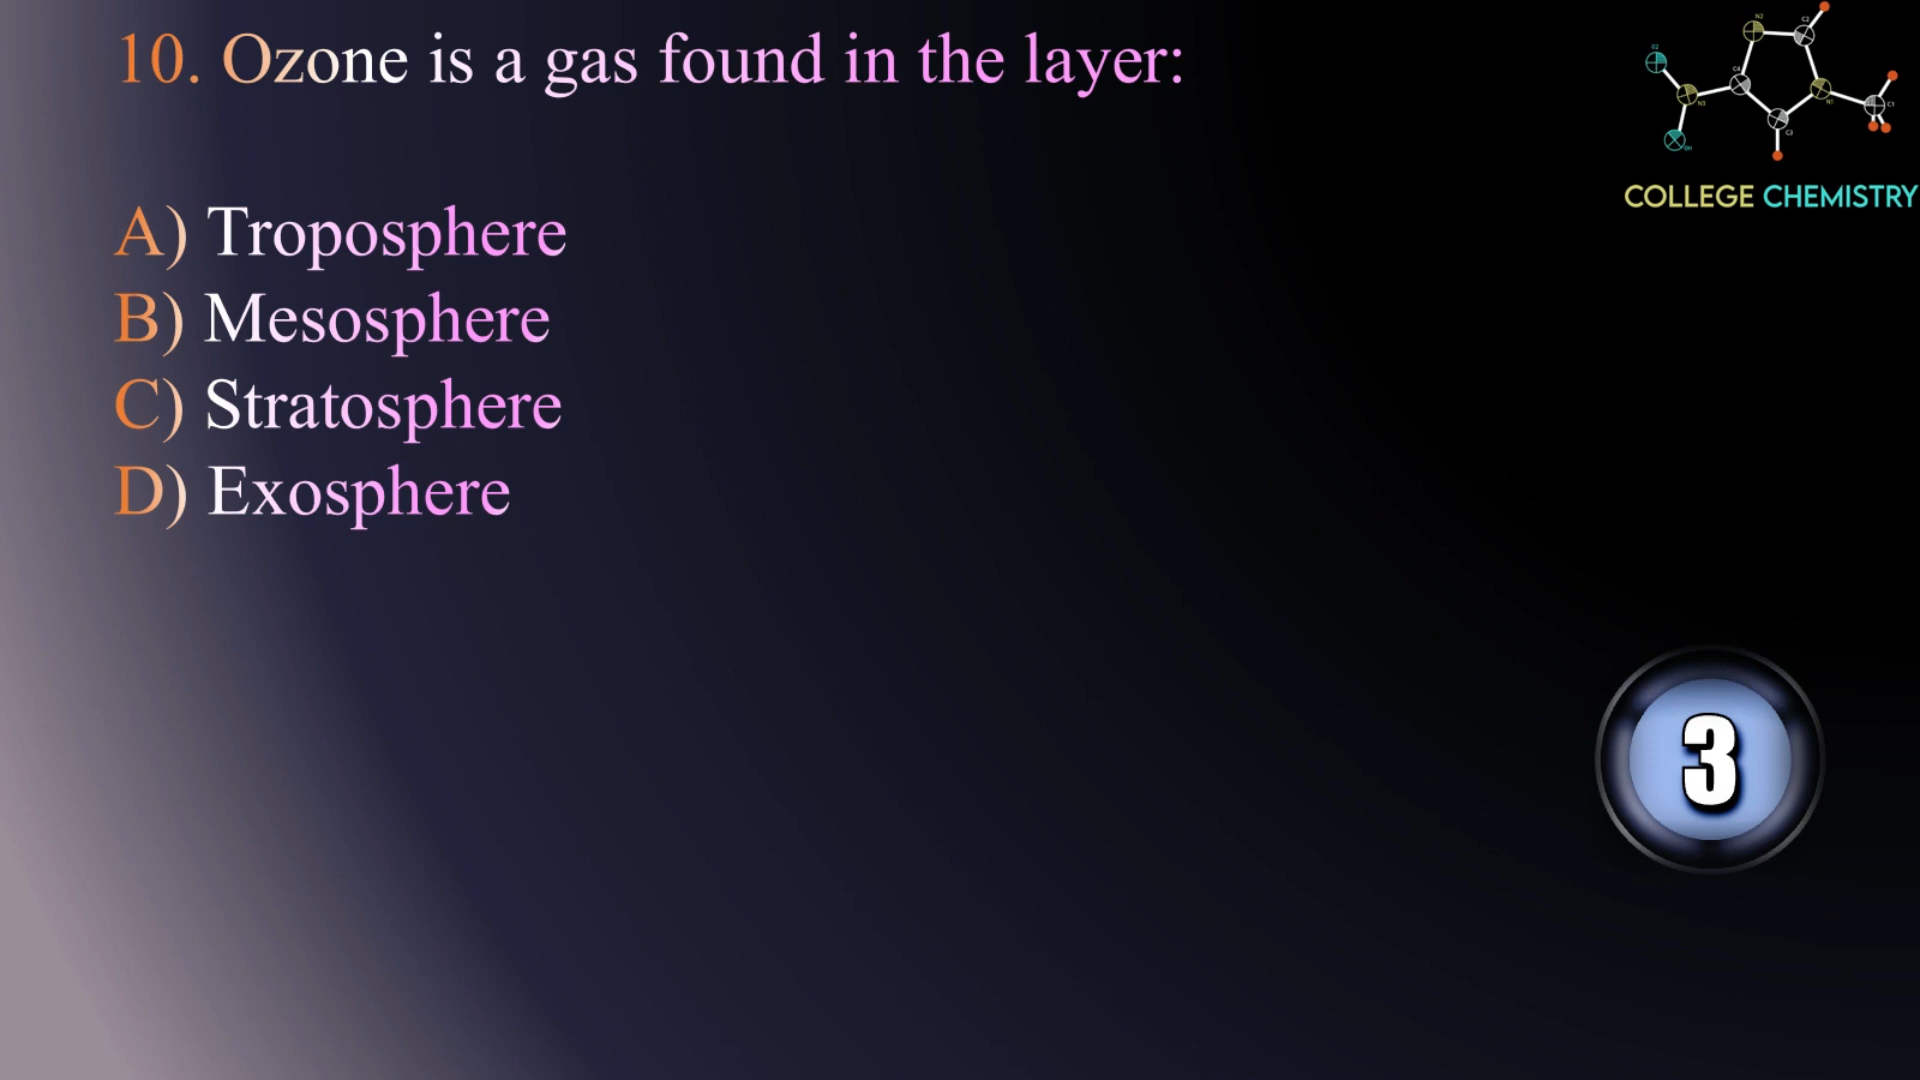 10. Ozone is a gas found in the layer:
A) Troposphere
B) Mesosphere
C) Stratosphere
D) Exosphere
COLLEGE CHEMISTRY
3